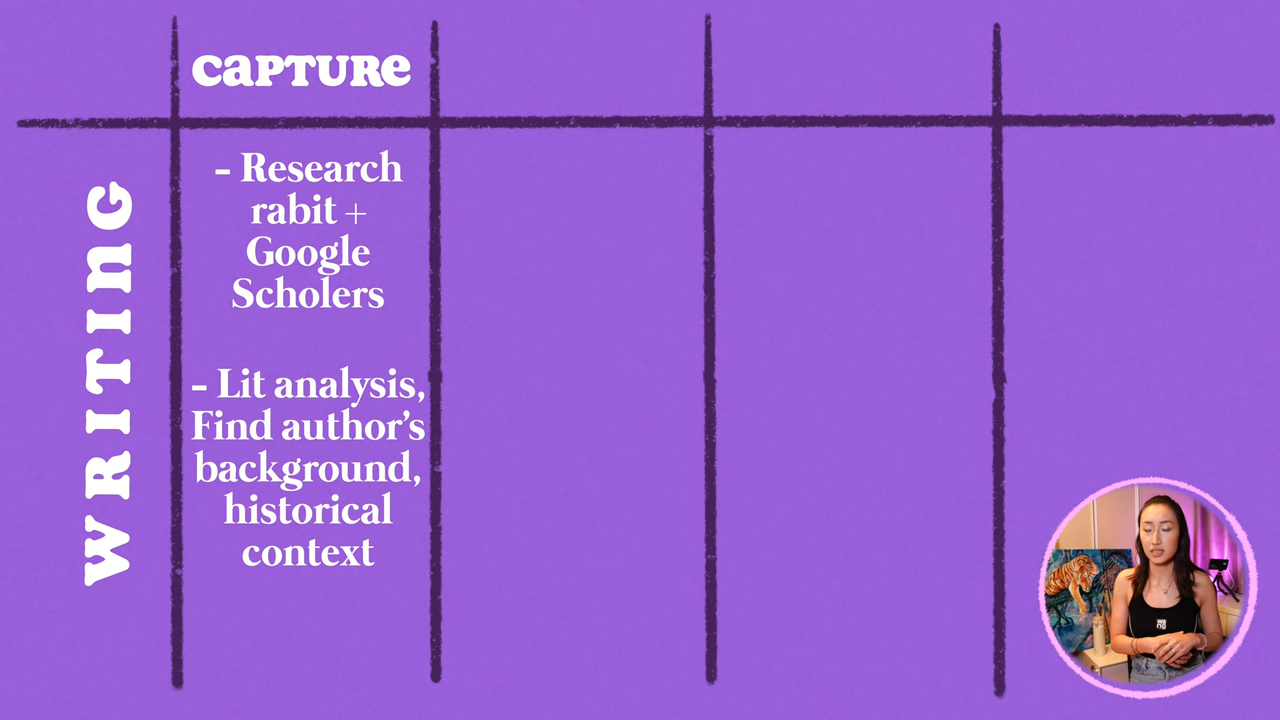 CAPTURE
WRITING
- Research
rabit +
Google
Scholers
- Lit analysis,
Find author's
background,
historical
context